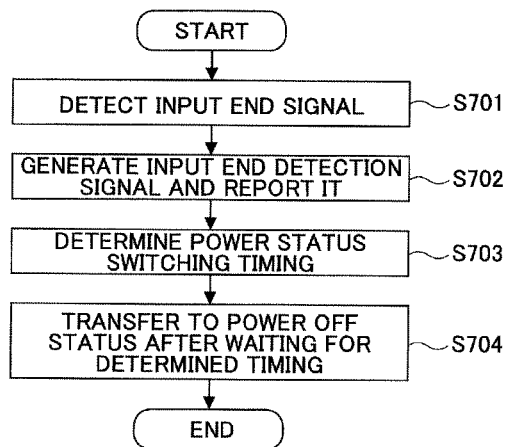 START
DETECT INPUT END SIGNAL
S701
GENERATE INPUT END DETECTION
SIGNAL AND REPORT IT
S702
DETERMINE POWER STATUS
SWITCHING TIMING
S703
TRANSFER TO POWER OFF
STATUS AFTER WAITING FOR
DETERMINED TIMING
S704
END